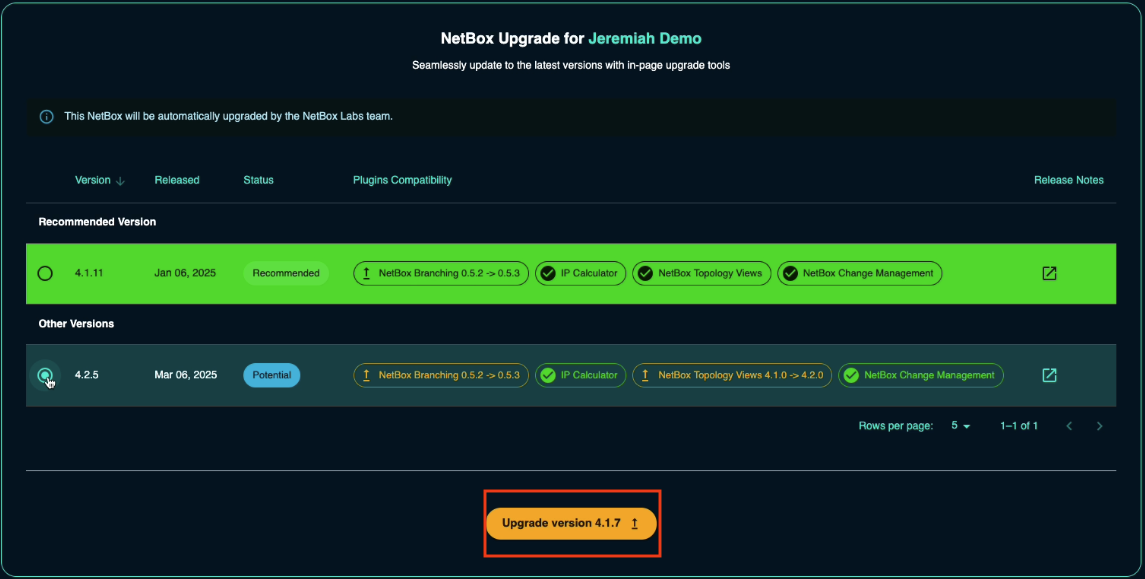 NetBox Upgrade for Jeremiah Demo
Seamlessly update to the latest versions with in-page upgrade tools
This NetBox will be automatically upgraded by the NetBox Labs team.
Version Released Status Plugins Compatibility Release Notes
Recommended Version
4.1.11 Jan 06, 2025 Recommended NetBox Branching 0.5.2 -> 0.5.3 IP Calculator NetBox Topology Views NetBox Change Management
Other Versions
4.2.5 Mar 06, 2025 Potential NetBox Branching 0.5.2 -> 0.5.3 IP Calculator NetBox Topology Views 4.1.0 -> 4.2.0 NetBox Change Management
Rows per page: 5 1–1 of 1
Upgrade version 4.1.7